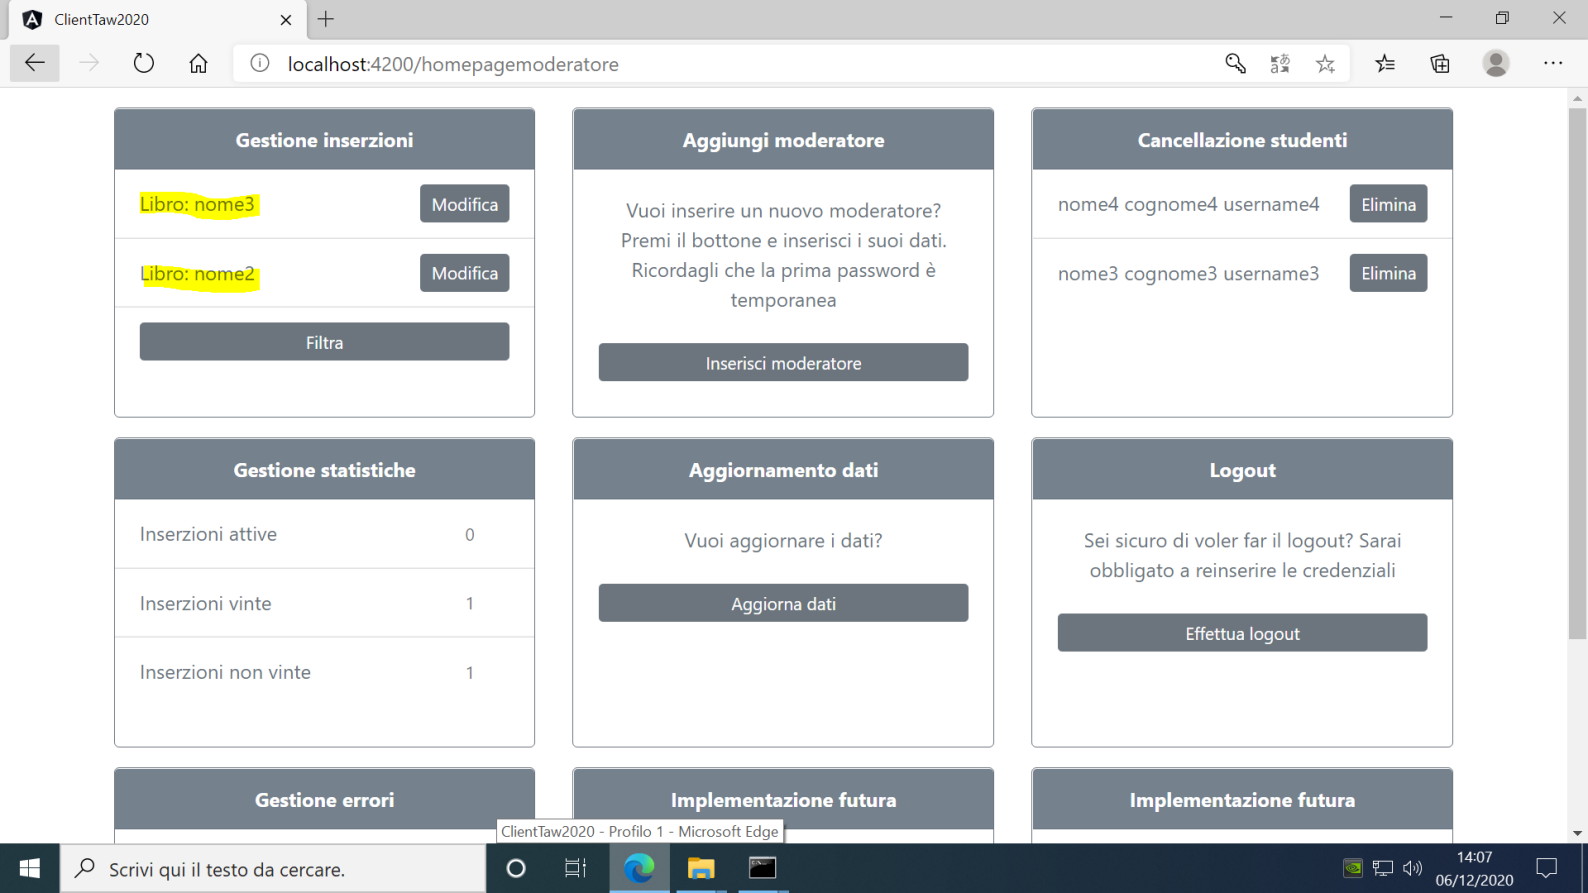 ClientTaw2020
localhost:4200/homepagemoderatore
Gestione inserzioni
Libro: nome3
Modifica
Libro: nome2
Modifica
Filtra
Aggiungi moderatore
Vuoi inserire un nuovo moderatore?
Premi il bottone e inserisci i suoi dati.
Ricordagli che la prima password è
temporanea
Inserisci moderatore
Cancellazione studenti
nome4 cognome4 username4
Elimina
nome3 cognome3 username3
Elimina
Gestione statistiche
Inserzioni attive 0
Inserzioni vinte 1
Inserzioni non vinte 1
Aggiornamento dati
Vuoi aggiornare i dati?
Aggiorna dati
Logout
Sei sicuro di voler far il logout? Sarai
obbligato a reinserire le credenziali
Effettua logout
Gestione errori
Implementazione futura
Implementazione futura
ClientTaw2020 - Profilo 1 - Microsoft Edge
Scrivi qui il testo da cercare.
14:07
06/12/2020